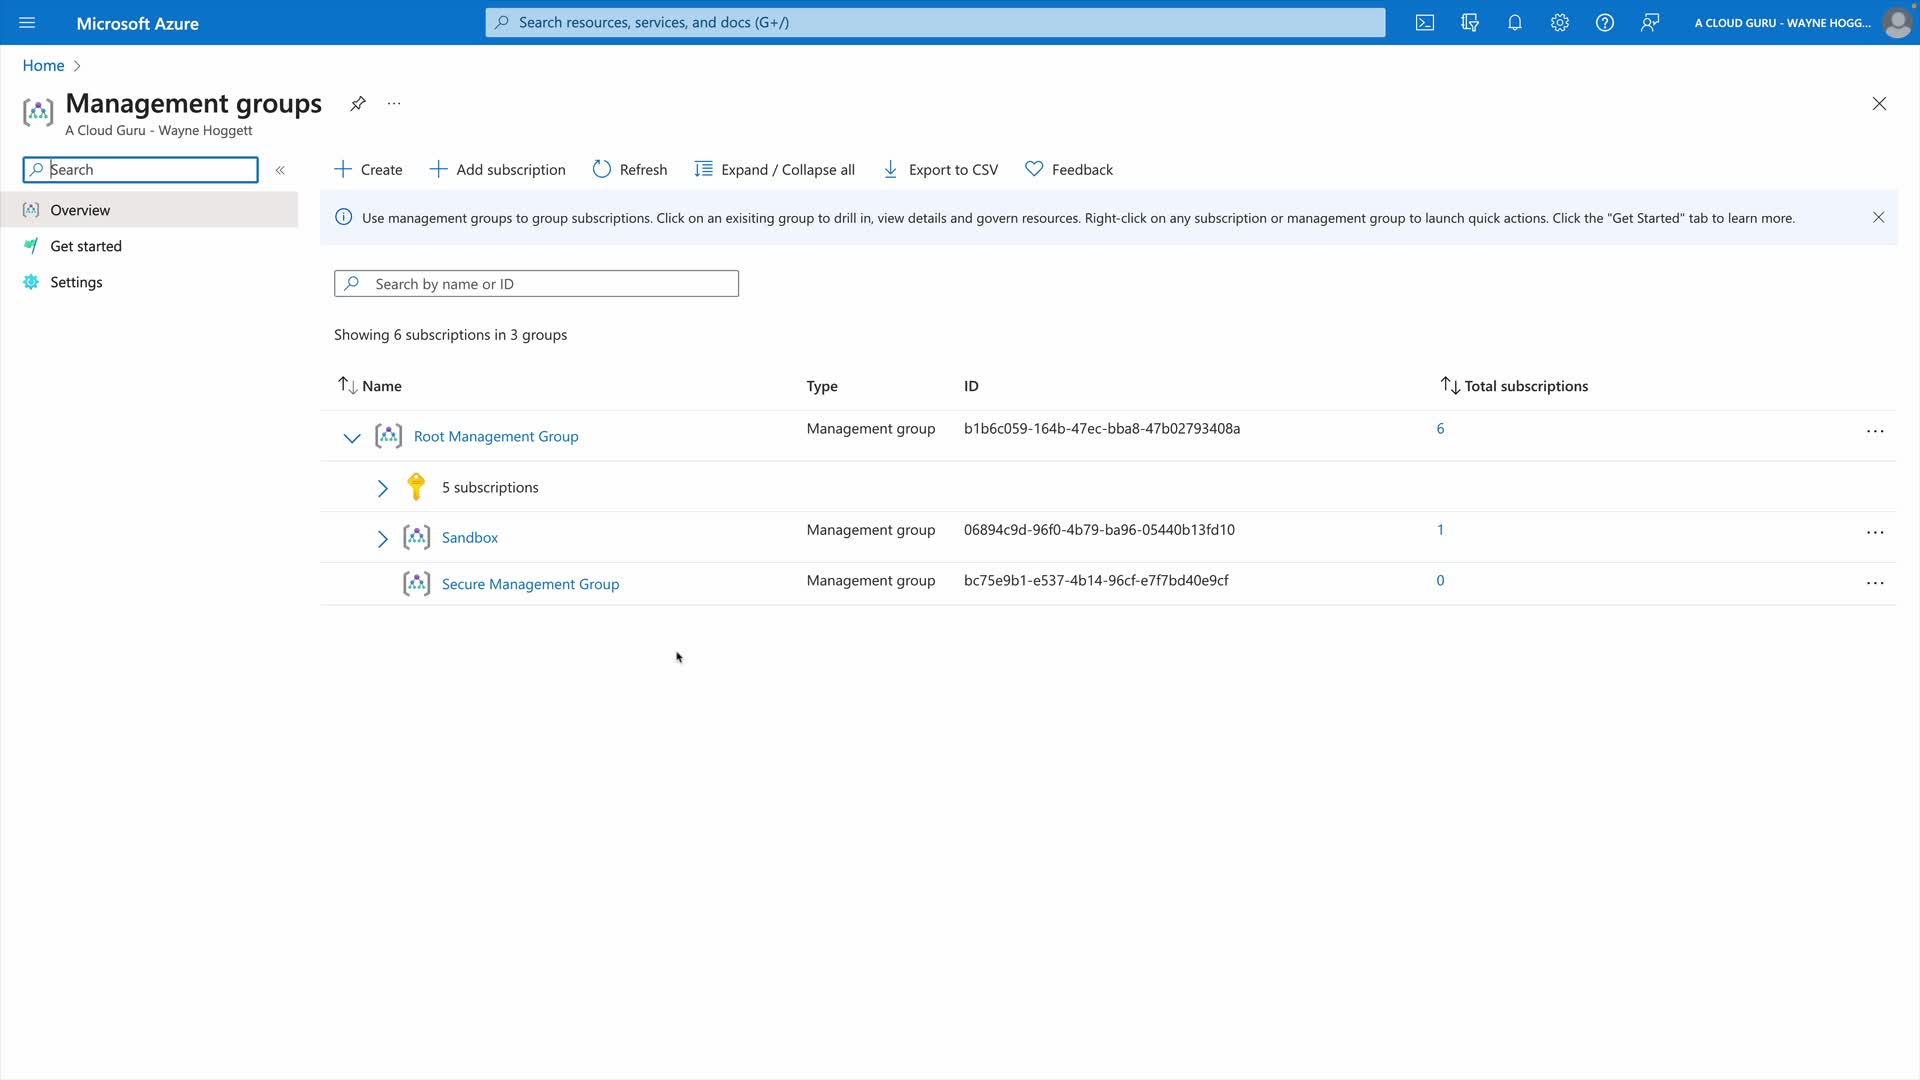 Microsoft Azure
Search resources, services, and docs (G+/)
A CLOUD GURU - WAYNE HOGG...
Home
Management groups
...
A Cloud Guru - Wayne Hoggett
Search
«
Create
Add subscription
Refresh
Expand / Collapse all
Export to CSV
Feedback
Overview
Get started
Settings
Use management groups to group subscriptions. Click on an exisiting group to drill in, view details and govern resources. Right-click on any subscription or management group to launch quick actions. Click the "Get Started" tab to learn more.
Search by name or ID
Showing 6 subscriptions in 3 groups
Name Type ID Total subscriptions
Root Management Group Management group b1b6c059-164b-47ec-bba8-47b02793408a 6 ...
5 subscriptions
Sandbox Management group 06894c9d-96f0-4b79-ba96-05440b13fd10 1 ...
Secure Management Group Management group bc75e9b1-e537-4b14-96cf-e7f7bd40e9cf 0 ...